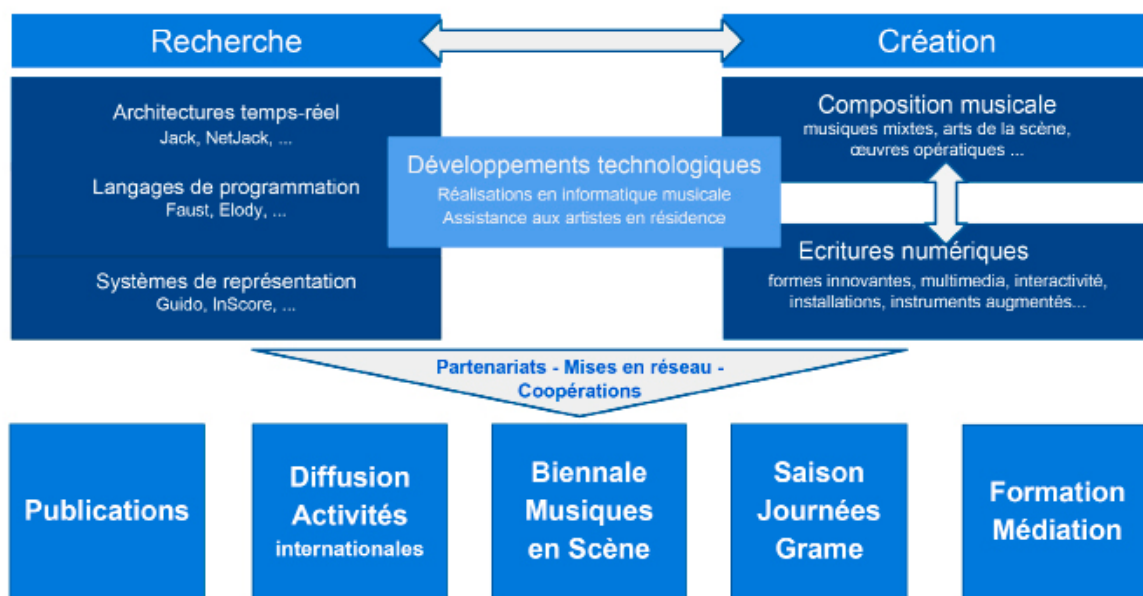 Recherche
Création
Architectures temps-réel
Jack, NetJack, ...
Langages de programmation
Faust, Elody, ...
Systèmes de représentation
Guido, InScore, ...
Développements technologiques
Réalisations en informatique musicale
Assistance aux artistes en résidence
Composition musicale
musiques mixtes, arts de la scène,
œuvres opératiques ...
Ecritures numériques
formes innovantes, multimedia, interactivité,
installations, instruments augmentés...
Partenariats - Mises en réseau -
Coopérations
Publications
Diffusion
Activités
internationales
Biennale
Musiques
en Scène
Saison
Journées
Grame
Formation
Médiation